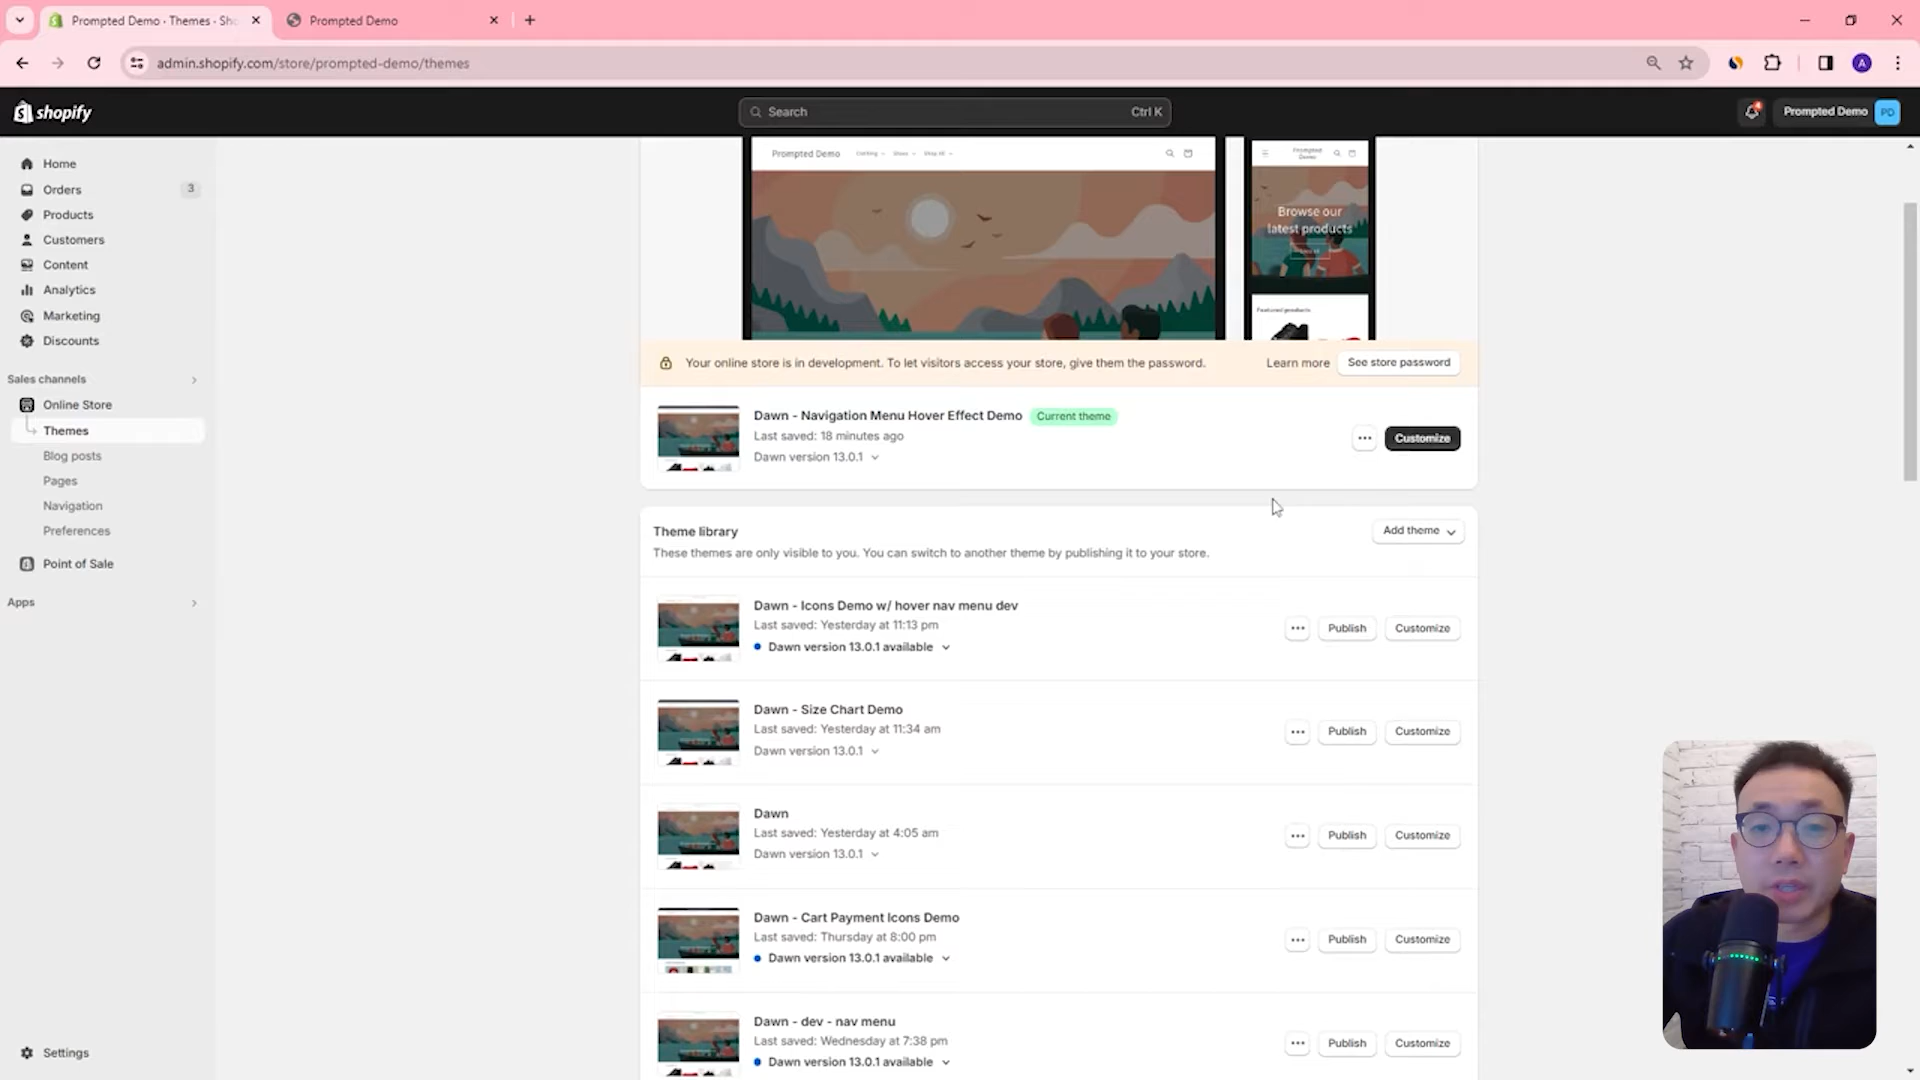 Prompted Demo · Themes · Sho
Prompted Demo
admin.shopify.com/store/prompted-demo/themes
A
shopify
Search
Ctrl K
4
Prompted Demo
PD
Home
Orders
3
Products
Customers
Content
Analytics
Marketing
Discounts
Sales channels
Online Store
Themes
Blog posts
Pages
Navigation
Preferences
Point of Sale
Apps
Settings
Prompted Demo
Clothing
Shoes
Shop All
Prompted
Demo
Browse our
latest products
Featured products
Your online store is in development. To let visitors access your store, give them the password.
Learn more
See store password
Dawn - Navigation Menu Hover Effect Demo
Current theme
Last saved: 18 minutes ago
Dawn version 13.0.1
Customize
Theme library
Add theme
These themes are only visible to you. You can switch to another theme by publishing it to your store.
Dawn - Icons Demo w/ hover nav menu dev
Last saved: Yesterday at 11:13 pm
Dawn version 13.0.1 available
Publish
Customize
Dawn - Size Chart Demo
Last saved: Yesterday at 11:34 am
Dawn version 13.0.1
Publish
Customize
Dawn
Last saved: Yesterday at 4:05 am
Dawn version 13.0.1
Publish
Customize
Dawn - Cart Payment Icons Demo
Last saved: Thursday at 8:00 pm
Dawn version 13.0.1 available
Publish
Customize
Dawn - dev - nav menu
Last saved: Wednesday at 7:38 pm
Dawn version 13.0.1 available
Publish
Customize